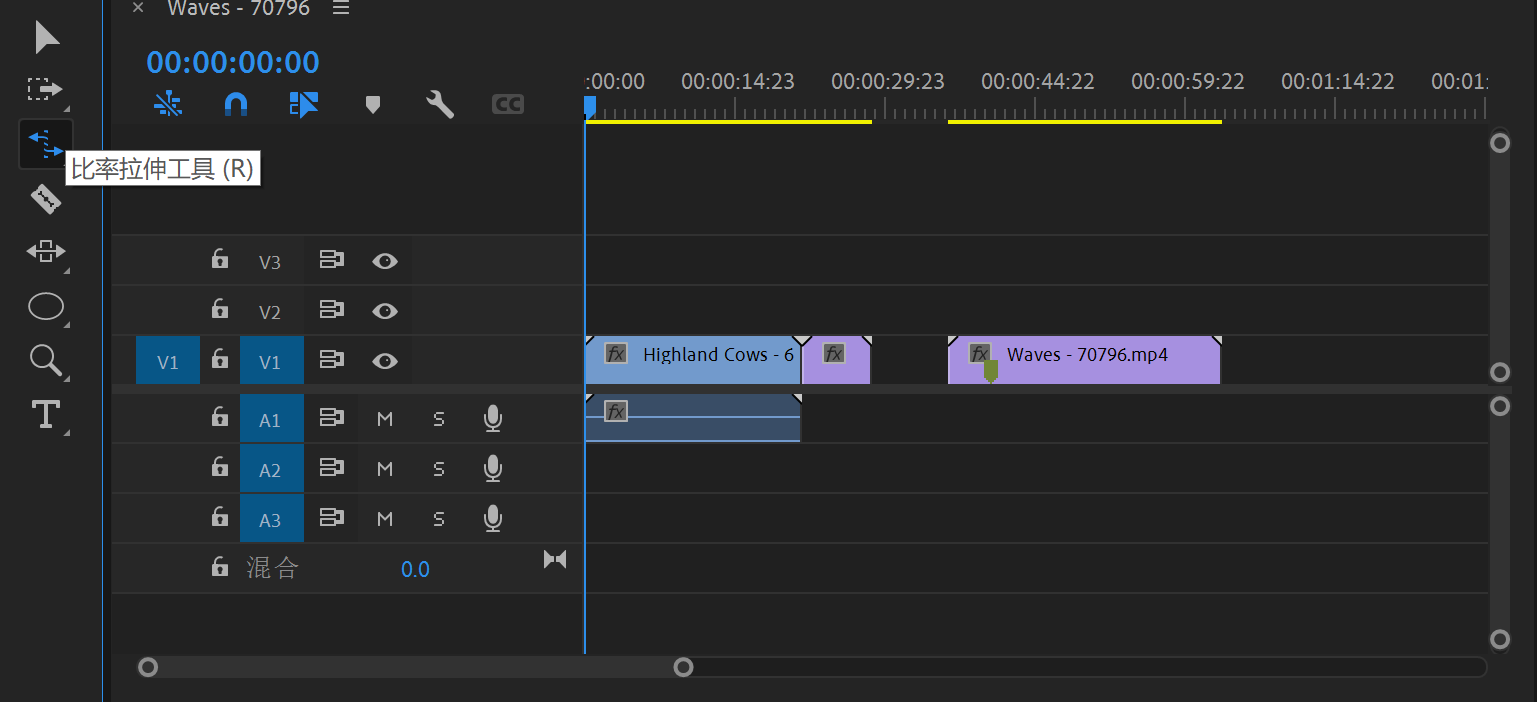 × Waves - 70796
00:00:00:00
:00:00 00:00:14:23 00:00:29:23 00:00:44:22 00:00:59:22 00:01:14:22 00:01:
CC
比率拉伸工具 (R)
V3
V2
V1 V1 fx Highland Cows - 6 fx fx Waves - 70796.mp4
A1 M S fx
A2 M S
A3 M S
混合 0.0
T